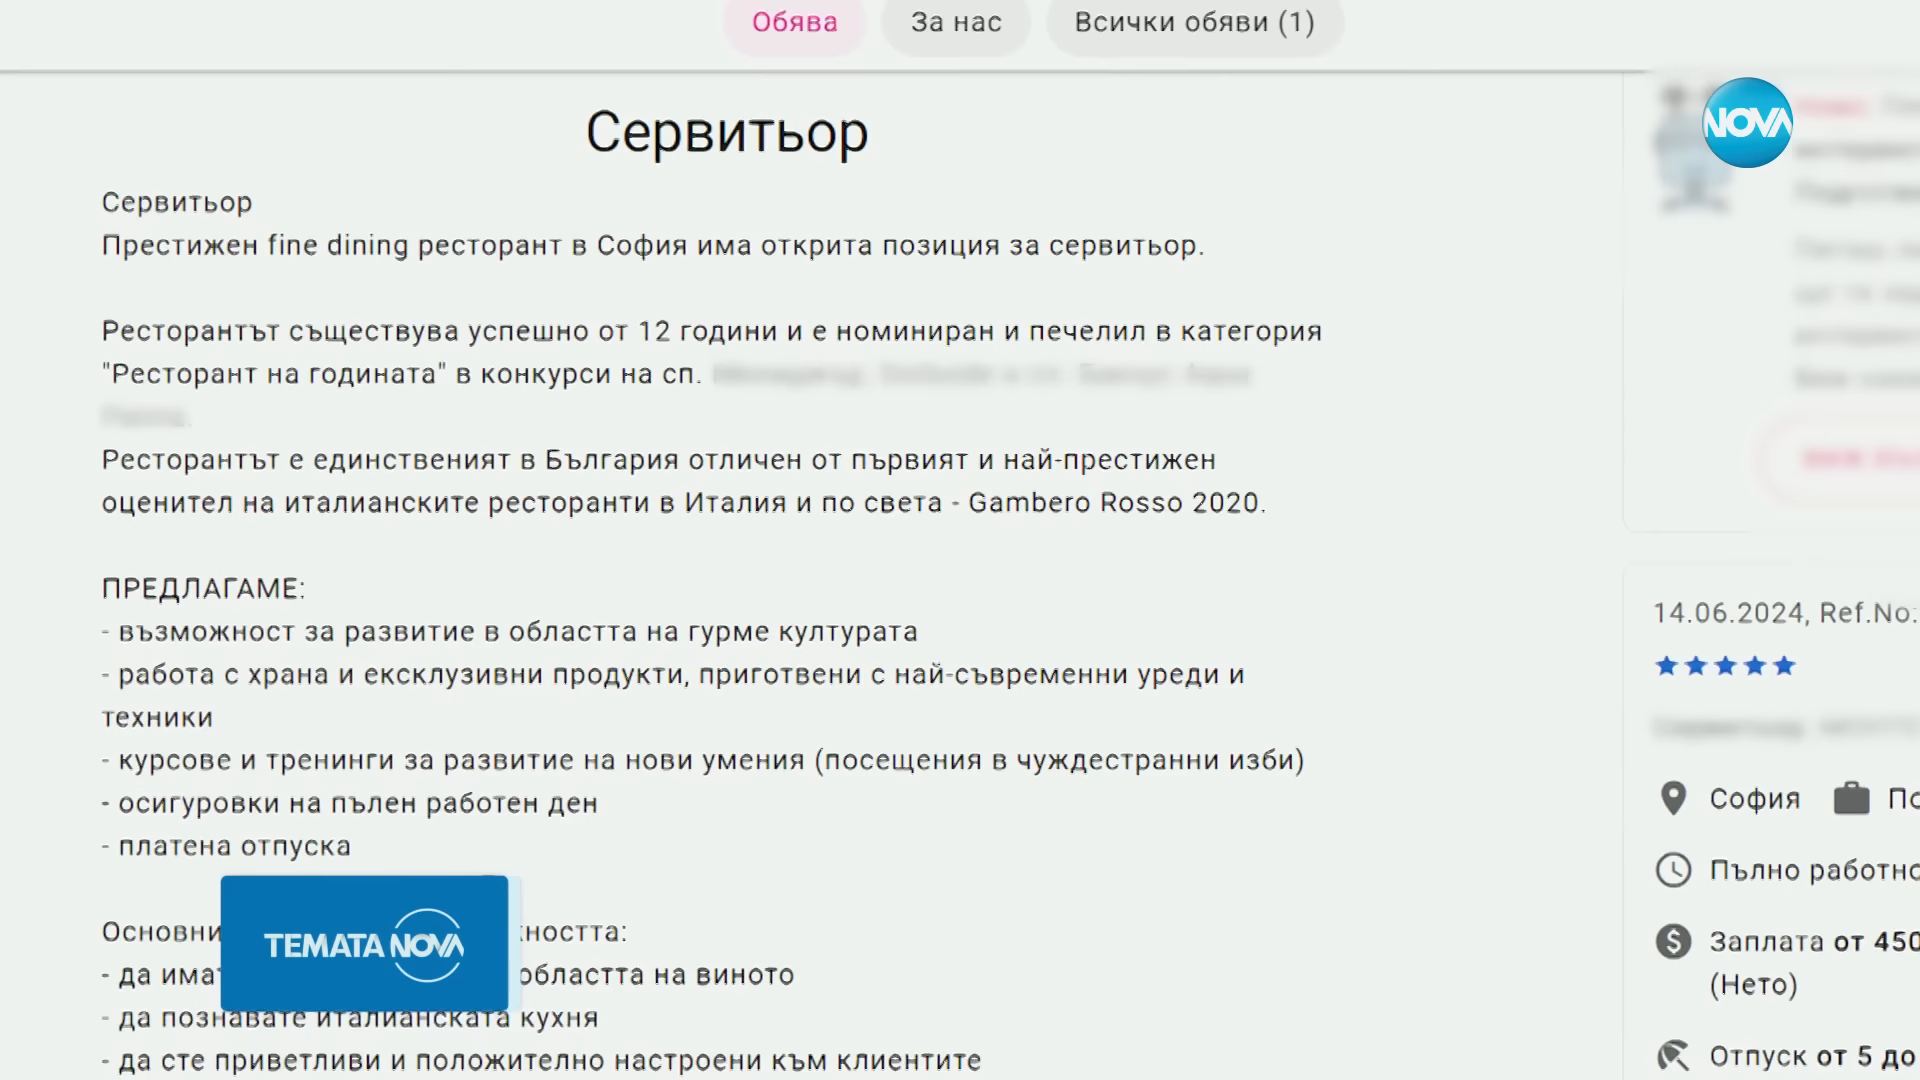 Обява
За нас
Всички обяви (1)
NOVA
Сервитьор
Сервитьор
Престижен fine dining ресторант в София има открита позиция за сервитьор.
Ресторантът съществува успешно от 12 години и е номиниран и печелил в категория
"Ресторант на годината" в конкурси на сп.
Ресторантът е единственият в България отличен от първият и най-престижен
оценител на италианските ресторанти в Италия и по света - Gambero Rosso 2020.
ПРЕДЛАГАМЕ:
- възможност за развитие в областта на гурме културата
- работа с храна и ексклузивни продукти, приготвени с най-съвременни уреди и
техники
- курсове и тренинги за развитие на нови умения (посещения в чуждестранни изби)
- осигуровки на пълен работен ден
- платена отпуска
Основни
ТЕМАТА NOVA
областта на виното
- да познавате италианската кухня
- да сте приветливи и положително настроени към клиентите
14.06.2024, Ref.No:
София
Пълно
Заплата от 450
(Нето)
Отпуск от 5 до